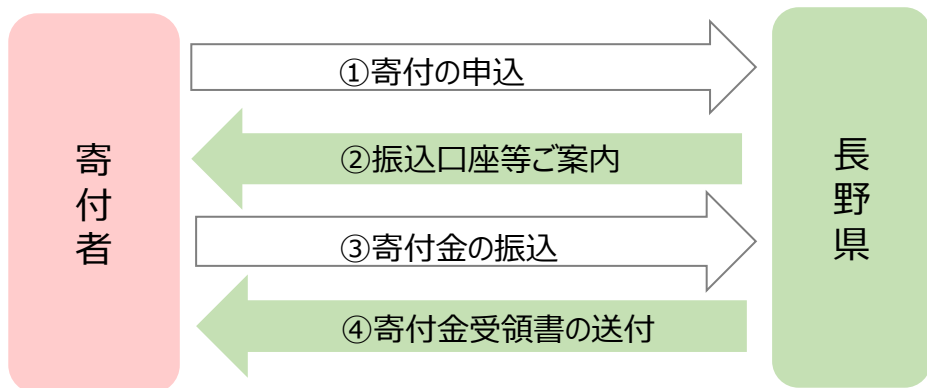 寄付者
①寄付の申込
②振込口座等ご案内
③寄付金の振込
④寄付金受領書の送付
長野県